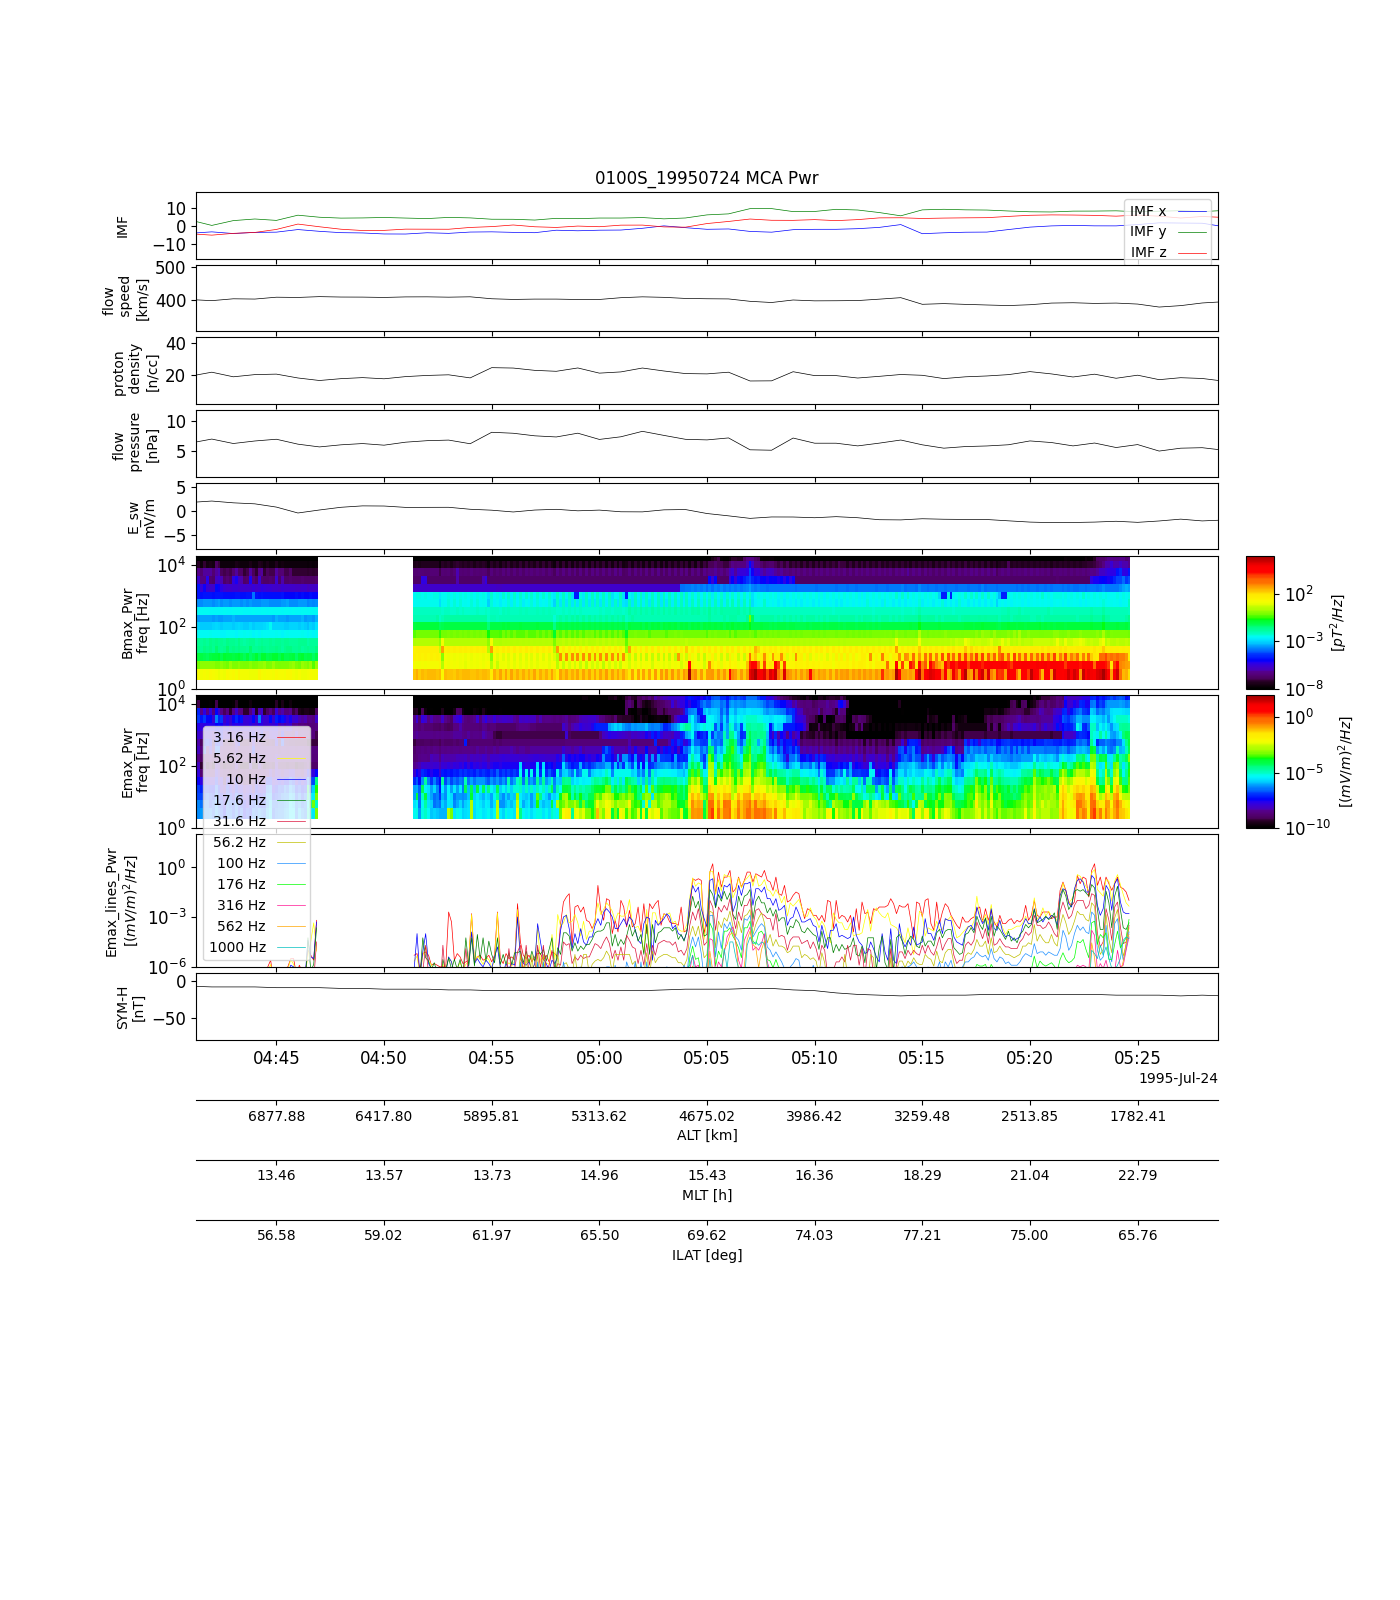 0100S_19950724 MCA Pwr
IMF
10
0
−10
IMF x
IMF y
IMF z
flow
speed
[km/s]
500
400
proton
density
[n/cc]
40
20
flow
pressure
[nPa]
10
5
E_sw
mV/m
5
0
−5
Bmax_Pwr
freq [Hz]
10^4
10^2
10^0
10^2
10^−3
10^−8
[pT^2/Hz]
Emax_Pwr
freq [Hz]
10^4
10^2
10^0
10^0
10^−5
10^−10
[(mV/m)^2/Hz]
3.16 Hz
5.62 Hz
10 Hz
17.6 Hz
31.6 Hz
56.2 Hz
100 Hz
176 Hz
316 Hz
562 Hz
1000 Hz
Emax_lines_Pwr
[(mV/m)^2/Hz]
10^0
10^−3
10^−6
SYM-H
[nT]
0
−50
04:45 04:50 04:55 05:00 05:05 05:10 05:15 05:20 05:25
1995-Jul-24
6877.88 6417.80 5895.81 5313.62 4675.02 3986.42 3259.48 2513.85 1782.41
ALT [km]
13.46 13.57 13.73 14.96 15.43 16.36 18.29 21.04 22.79
MLT [h]
56.58 59.02 61.97 65.50 69.62 74.03 77.21 75.00 65.76
ILAT [deg]